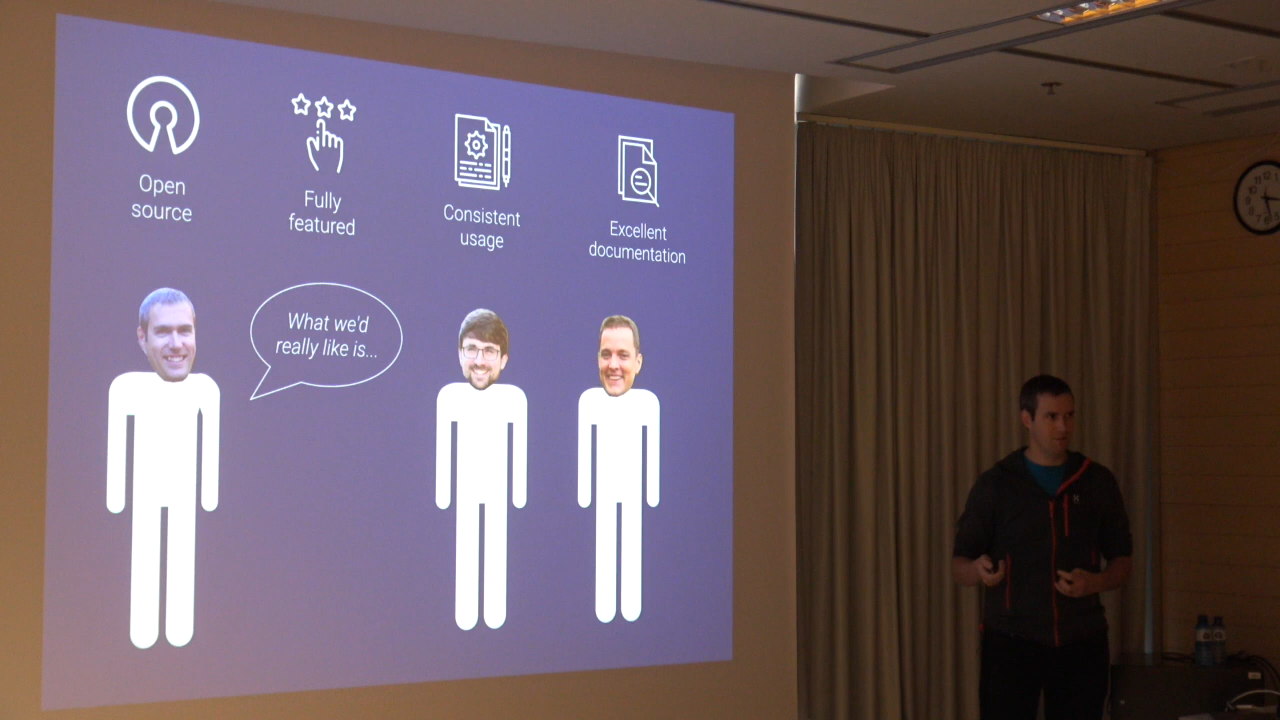 Open
source
Fully
featured
Consistent
usage
Excellent
documentation
What we'd
really like is...